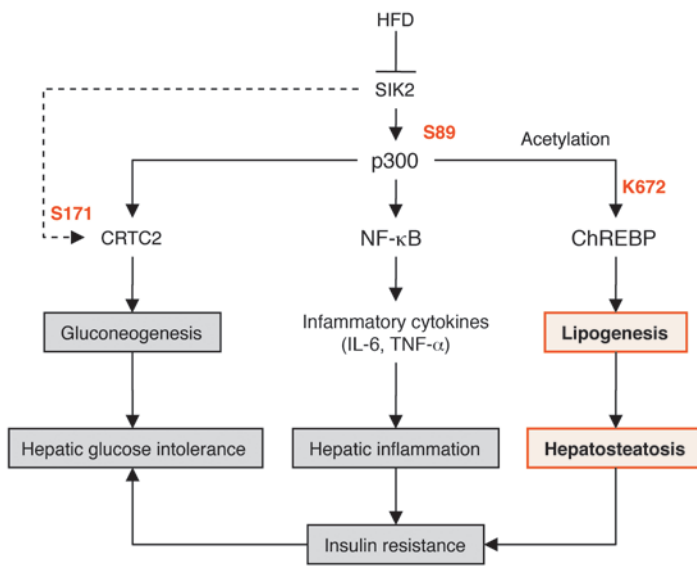 HFD
SIK2
S89
Acetylation
p300
K672
S171
CRTC2
NF-κB
ChREBP
Gluconeogenesis
Infammatory cytokines
(IL-6, TNF-α)
Lipogenesis
Hepatic glucose intolerance
Hepatic inflammation
Hepatosteatosis
Insulin resistance